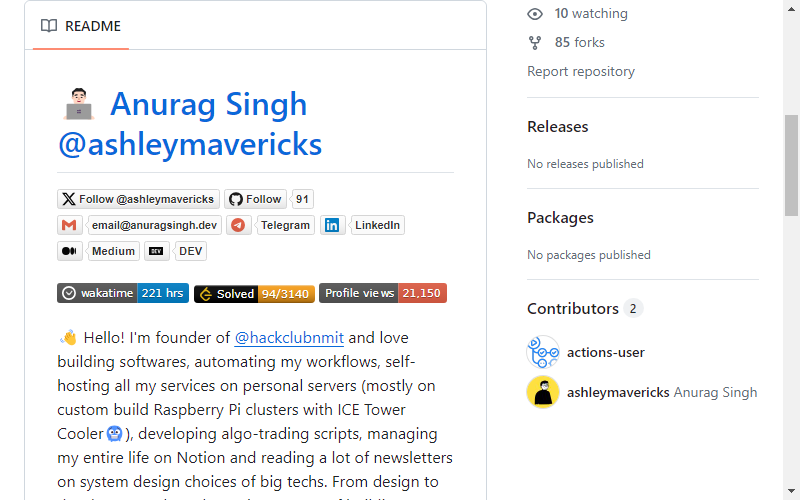 README
Anurag Singh
@ashleymavericks
Follow @ashleymavericks Follow 91
email@anuragsingh.dev Telegram in LinkedIn
Medium DEV DEV
wakatime 221 hrs Solved 94/3140 Profile views 21,150
Hello! I'm founder of @hackclubnmit and love
building softwares, automating my workflows, self-
hosting all my services on personal servers (mostly on
custom build Raspberry Pi clusters with ICE Tower
Cooler), developing algo-trading scripts, managing
my entire life on Notion and reading a lot of newsletters
on system design choices of big techs. From design to
10 watching
85 forks
Report repository
Releases
No releases published
Packages
No packages published
Contributors 2
actions-user
ashleymavericks Anurag Singh